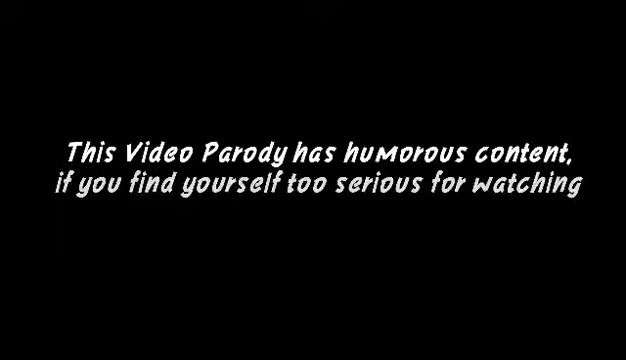 This Video Parody has humorous content,
if you find yourself too serious for watching